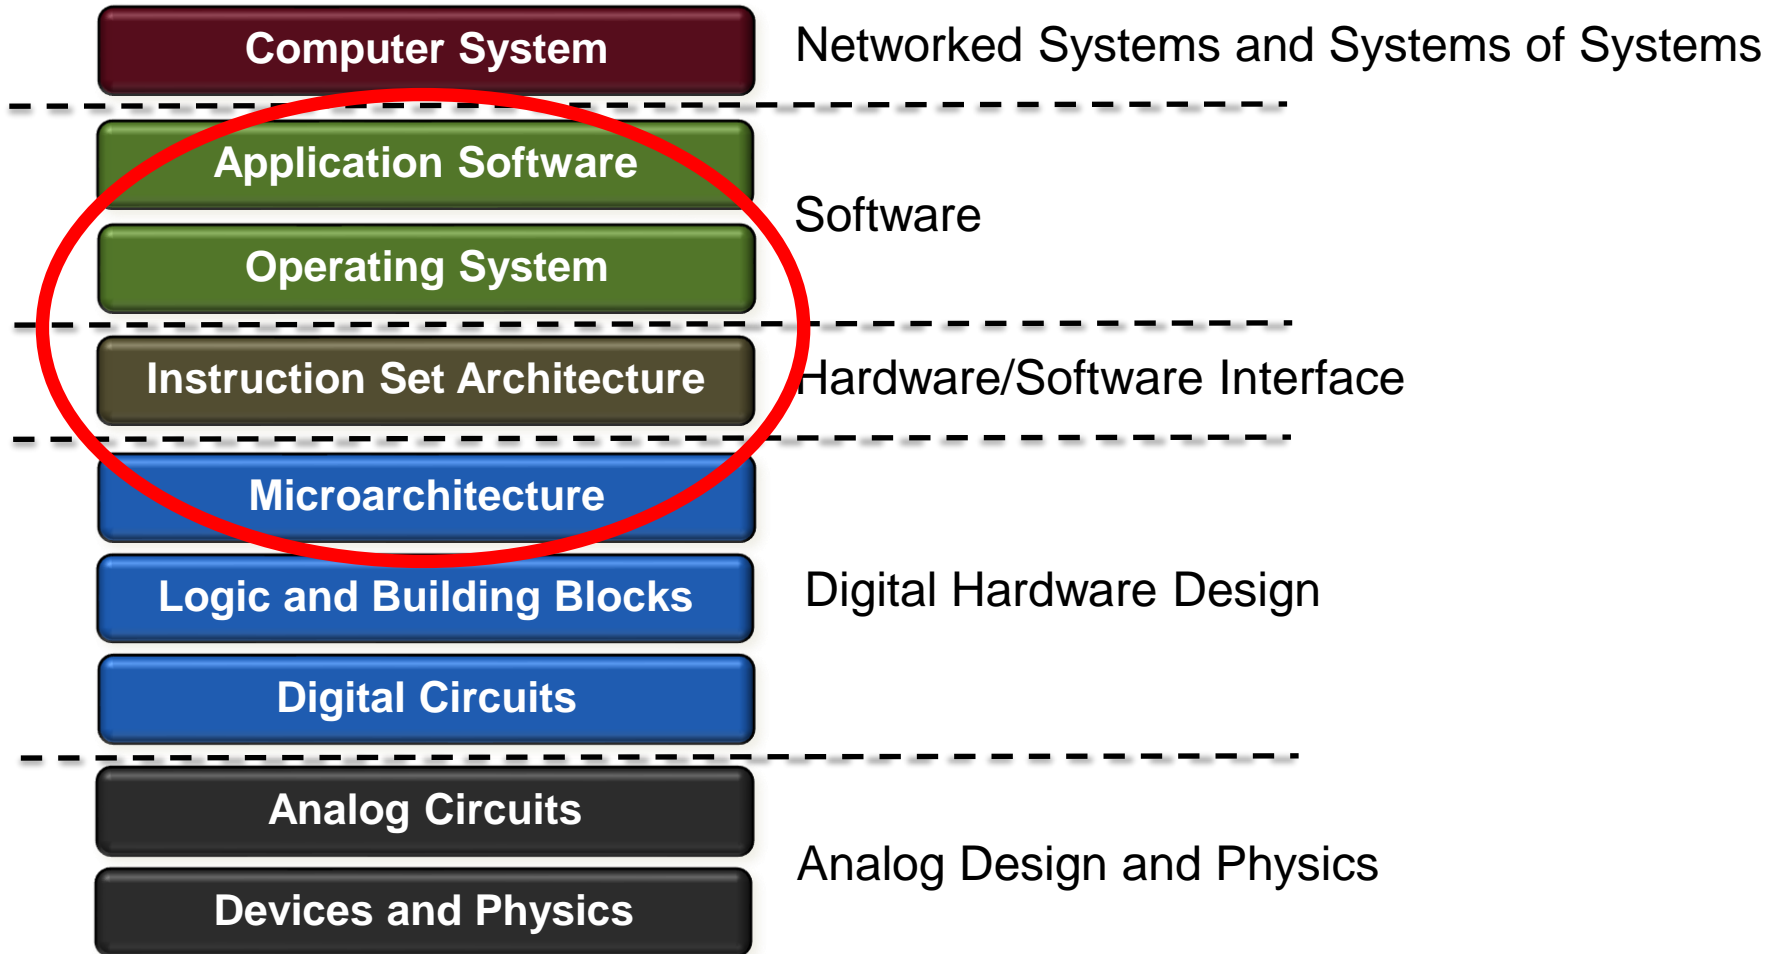 Computer System
Networked Systems and Systems of Systems
Application Software
Software
Operating System
Instruction Set Architecture
Hardware/Software Interface
Microarchitecture
Logic and Building Blocks
Digital Hardware Design
Digital Circuits
Analog Circuits
Analog Design and Physics
Devices and Physics